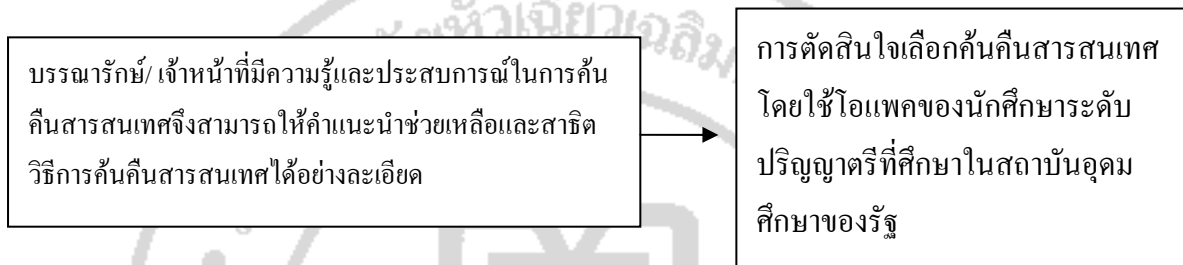 บรรณารักษ์/ เจ้าหน้าที่มีความรู้และประสบการณ์ในการค้น
คืนสารสนเทศจึงสามารถให้คำแนะนำช่วยเหลือและสาธิต
วิธีการค้นคืนสารสนเทศได้อย่างละเอียด
การตัดสินใจเลือกค้นคืนสารสนเทศ
โดยใช้โอแพคของนักศึกษาระดับ
ปริญญาตรีที่ศึกษาในสถาบันอุดม
ศึกษาของรัฐ